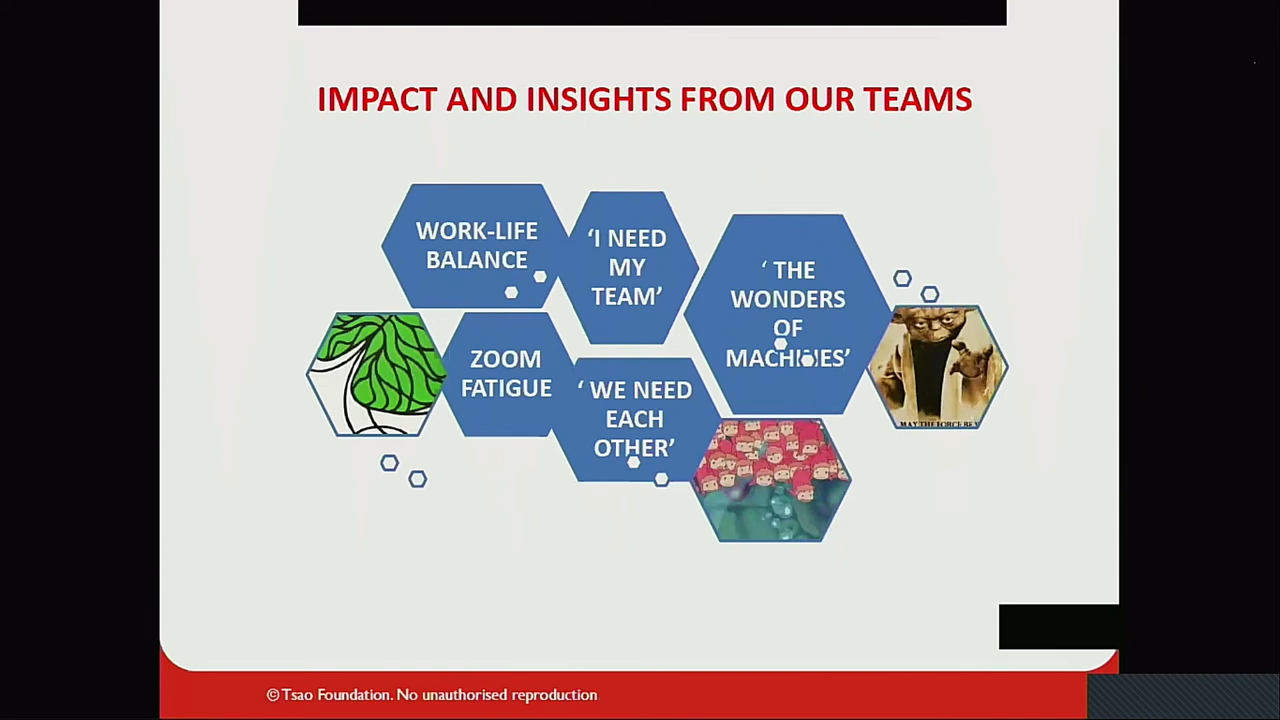 IMPACT AND INSIGHTS FROM OUR TEAMS
WORK-LIFE
BALANCE
‘I NEED
MY
TEAM’
‘ THE
WONDERS
OF
MACHINES’
ZOOM
FATIGUE
‘ WE NEED
EACH
OTHER’
MAY THE FORCE BE
© Tsao Foundation. No unauthorised reproduction